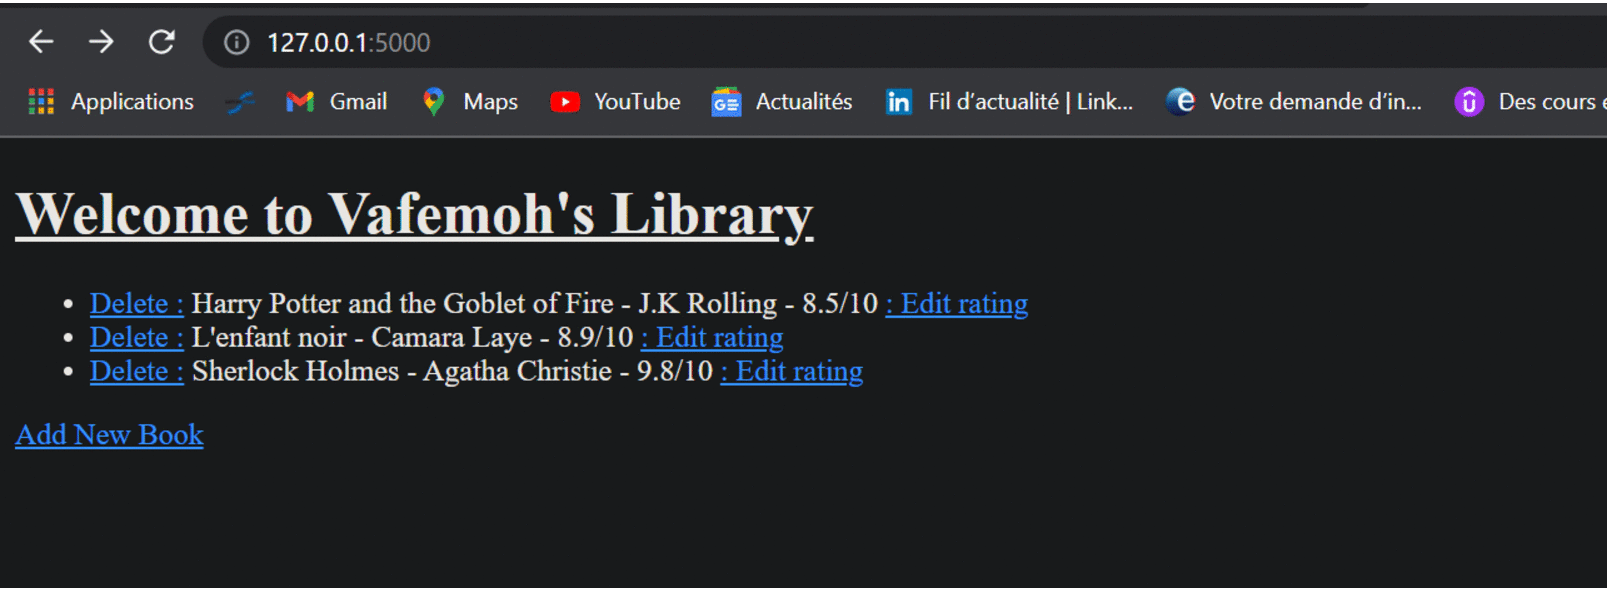 127.0.0.1:5000
Applications Gmail Maps YouTube Actualités Fil d’actualité | Link... Votre demande d’in... Des cours e
Welcome to Vafemoh's Library
• Delete : Harry Potter and the Goblet of Fire - J.K Rolling - 8.5/10 : Edit rating
• Delete : L'enfant noir - Camara Laye - 8.9/10 : Edit rating
• Delete : Sherlock Holmes - Agatha Christie - 9.8/10 : Edit rating
Add New Book